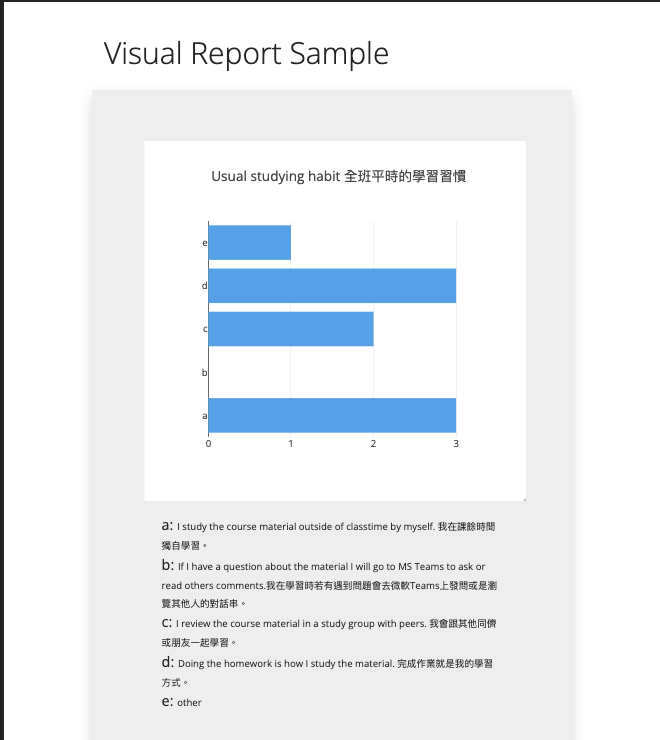 Visual Report Sample
Usual studying habit 全班平時的學習習慣
e
d
c
b
a
0 1 2 3
a: I study the course material outside of classtime by myself. 我在課餘時間
獨自學習。
b: If I have a question about the material I will go to MS Teams to ask or
read others comments.我在學習時若有遇到問題會去微軟Teams上發問或是瀏
覽其他人的對話串。
c: I review the course material in a study group with peers. 我會跟其他同儕
或朋友一起學習。
d: Doing the homework is how I study the material. 完成作業就是我的學習
方式。
e: other